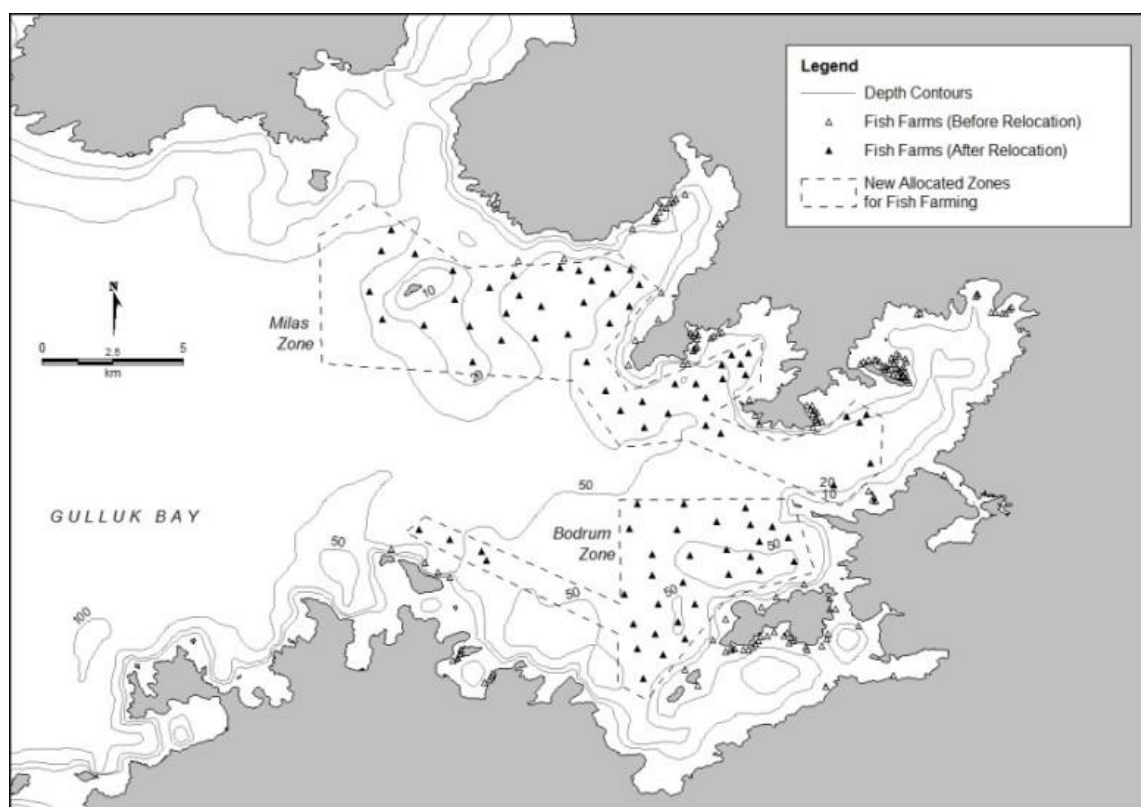 Legend
Depth Contours
Fish Farms (Before Relocation)
Fish Farms (After Relocation)
New Allocated Zones
for Fish Farming
10
N
Milas
Zone
0
2.5
5
km
20
50
20
10
GULLUK BAY
50
Bodrum
Zone
50
50
50
100